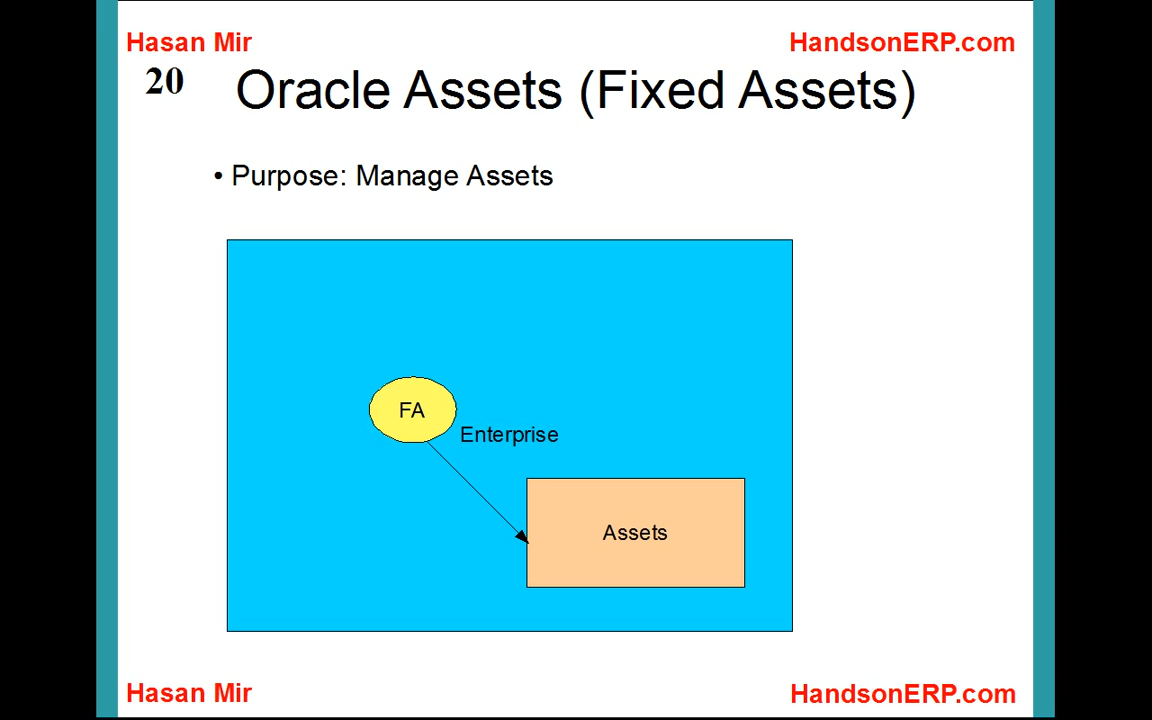 Hasan Mir HandsonERP.com
20 Oracle Assets (Fixed Assets)
• Purpose: Manage Assets
FA
Enterprise
Assets
Hasan Mir HandsonERP.com